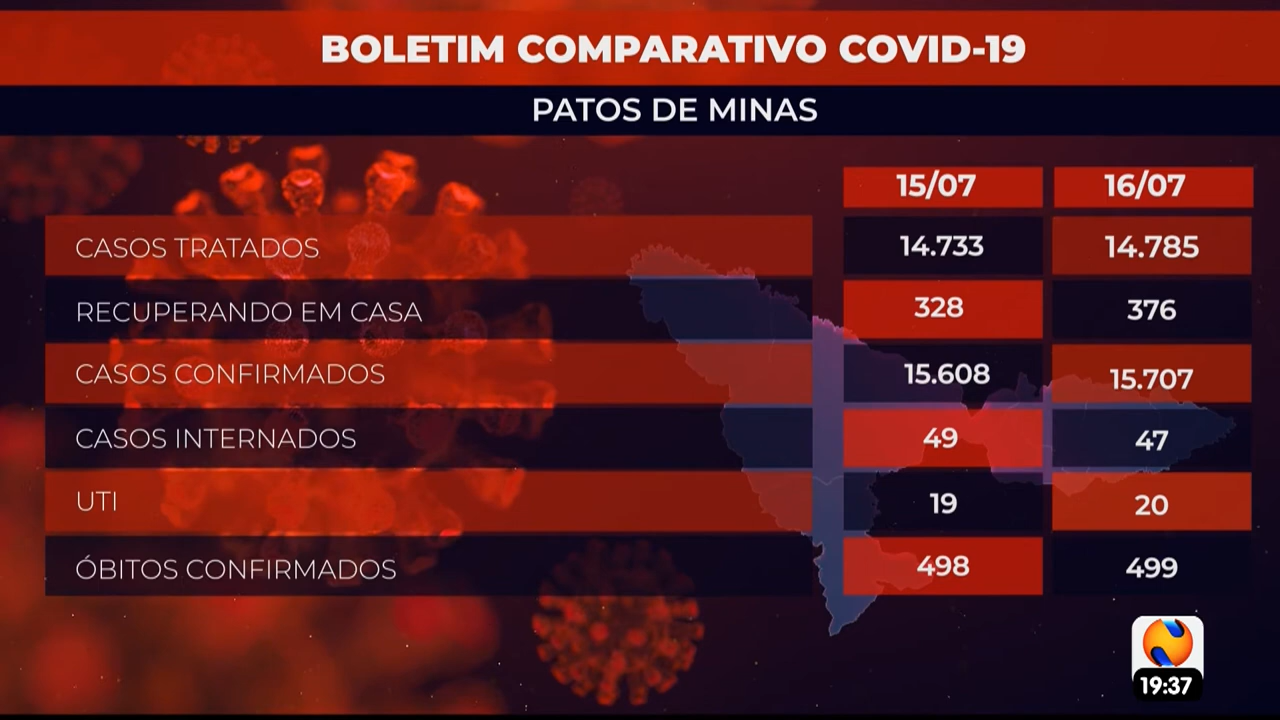 BOLETIM COMPARATIVO COVID-19
PATOS DE MINAS
15/07 16/07
CASOS TRATADOS 14.733 14.785
RECUPERANDO EM CASA 328 376
CASOS CONFIRMADOS 15.608 15.707
CASOS INTERNADOS 49 47
UTI 19 20
ÓBITOS CONFIRMADOS 498 499
19:37